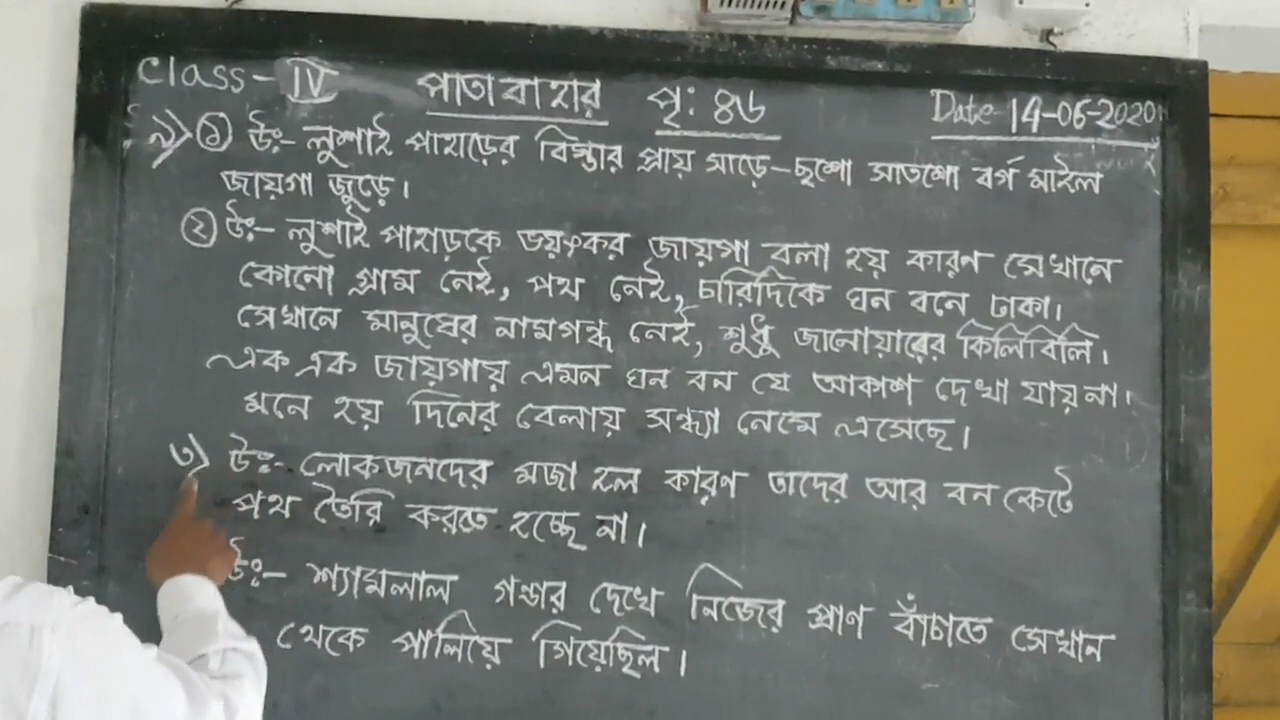 Class - IV পাতাবাহার পৃ: ৪৬ Date 14-06-2020
৯) ① উঃ- লুশাই পাহাড়ের বিস্তার প্রায় সাড়ে-ছশো সাতশো বর্গ মাইল
জায়গা জুড়ে।
② উঃ- লুশাই পাহাড়কে ভয়ংকর জায়গা বলা হয় কারণ সেখানে
কোনো গ্রাম নেই, পথ নেই, চারিদিকে ঘন বনে ঢাকা।
সেখানে মানুষের নামগন্ধ নেই, শুধু জানোয়ারের কিলিবিলি।
এক এক জায়গায় এমন ঘন বন যে আকাশ দেখা যায় না।
মনে হয় দিনের বেলায় সন্ধ্যা নেমে এসেছে।
৩) উঃ- লোকজনদের মজা হল কারণ তাদের আর বন কেটে
পথ তৈরি করতে হচ্ছে না।
উঃ- শ্যামলাল গন্ডার দেখে নিজের প্রাণ বাঁচাতে সেখান
থেকে পালিয়ে গিয়েছিল।